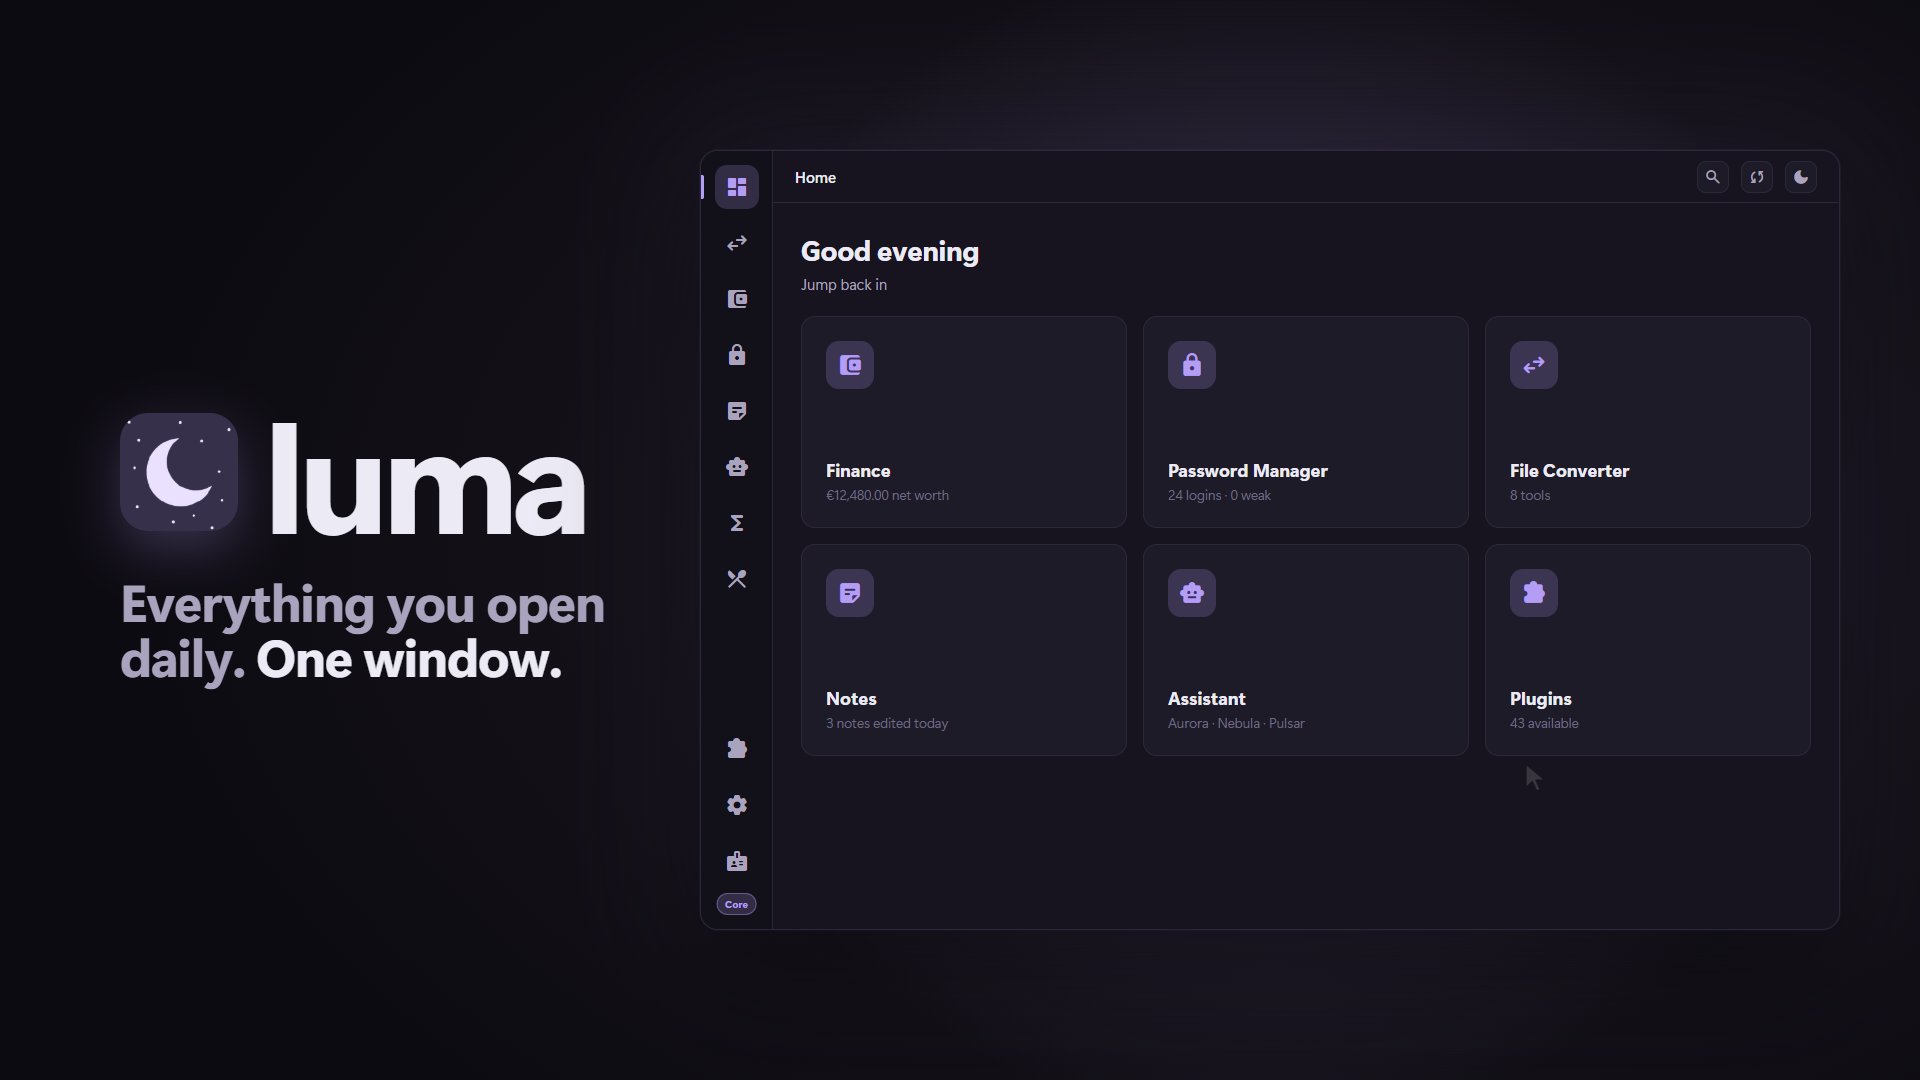 luma
Everything you open
daily. One window.
Home
Good evening
Jump back in
Finance
€12,480.00 net worth
Password Manager
24 logins · 0 weak
File Converter
8 tools
Notes
3 notes edited today
Assistant
Aurora · Nebula · Pulsar
Plugins
43 available
Core